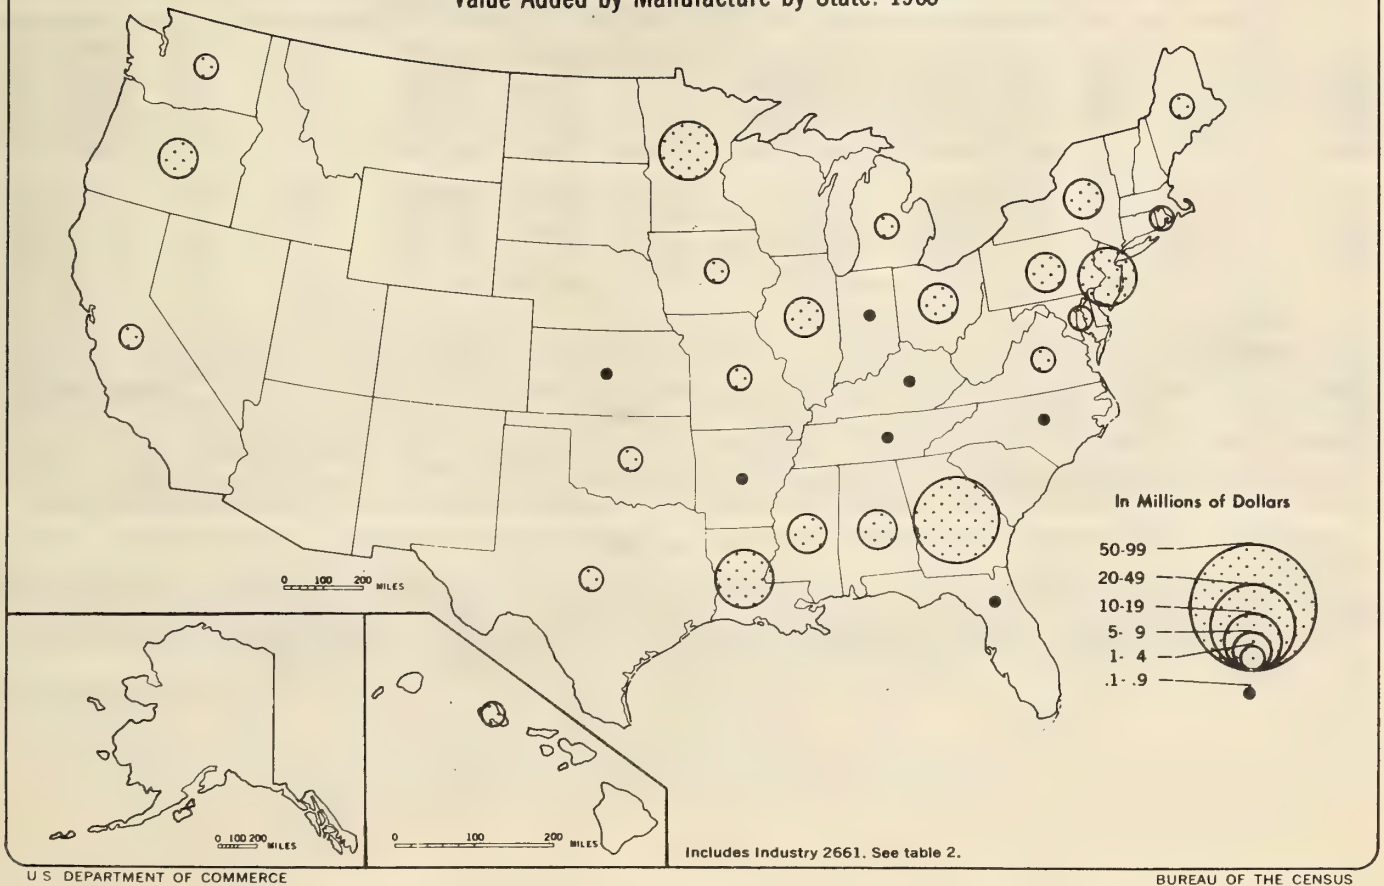 Value Added by Manufacture by State:
In Millions of Dollars
50-99
20-49
10-19
5- 9
1- 4
.1- .9
0 100 200 MILES
0 100 200 MILES
0 100 200 MILES
Includes Industry 2661. See table 2.
U S DEPARTMENT OF COMMERCE
BUREAU OF THE CENSUS